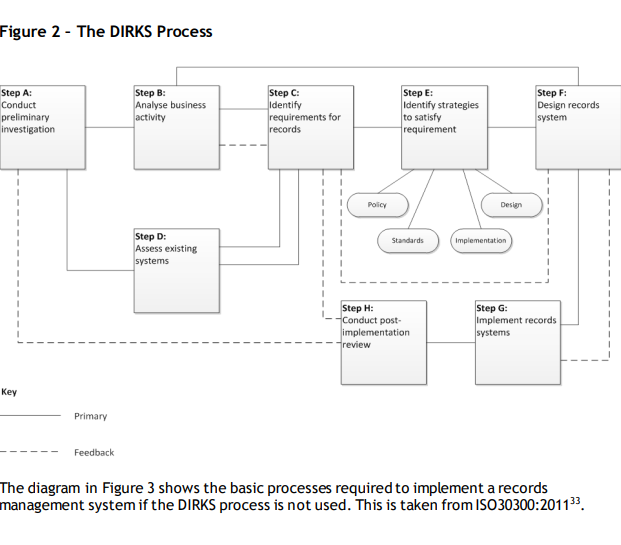 Figure 2 – The DIRKS Process
Step A:
Conduct
preliminary
investigation
Step B:
Analyse business
activity
Step C:
Identify
requirements for
records
Step E:
Identify strategies
to satisfy
requirement
Step F:
Design records
system
Policy
Design
Standards
Implementation
Step D:
Assess existing
systems
Step H:
Conduct post-
implementation
review
Step G:
Implement records
systems
Key
Primary
Feedback
The diagram in Figure 3 shows the basic processes required to implement a records
management system if the DIRKS process is not used. This is taken from ISO30300:2011³³.